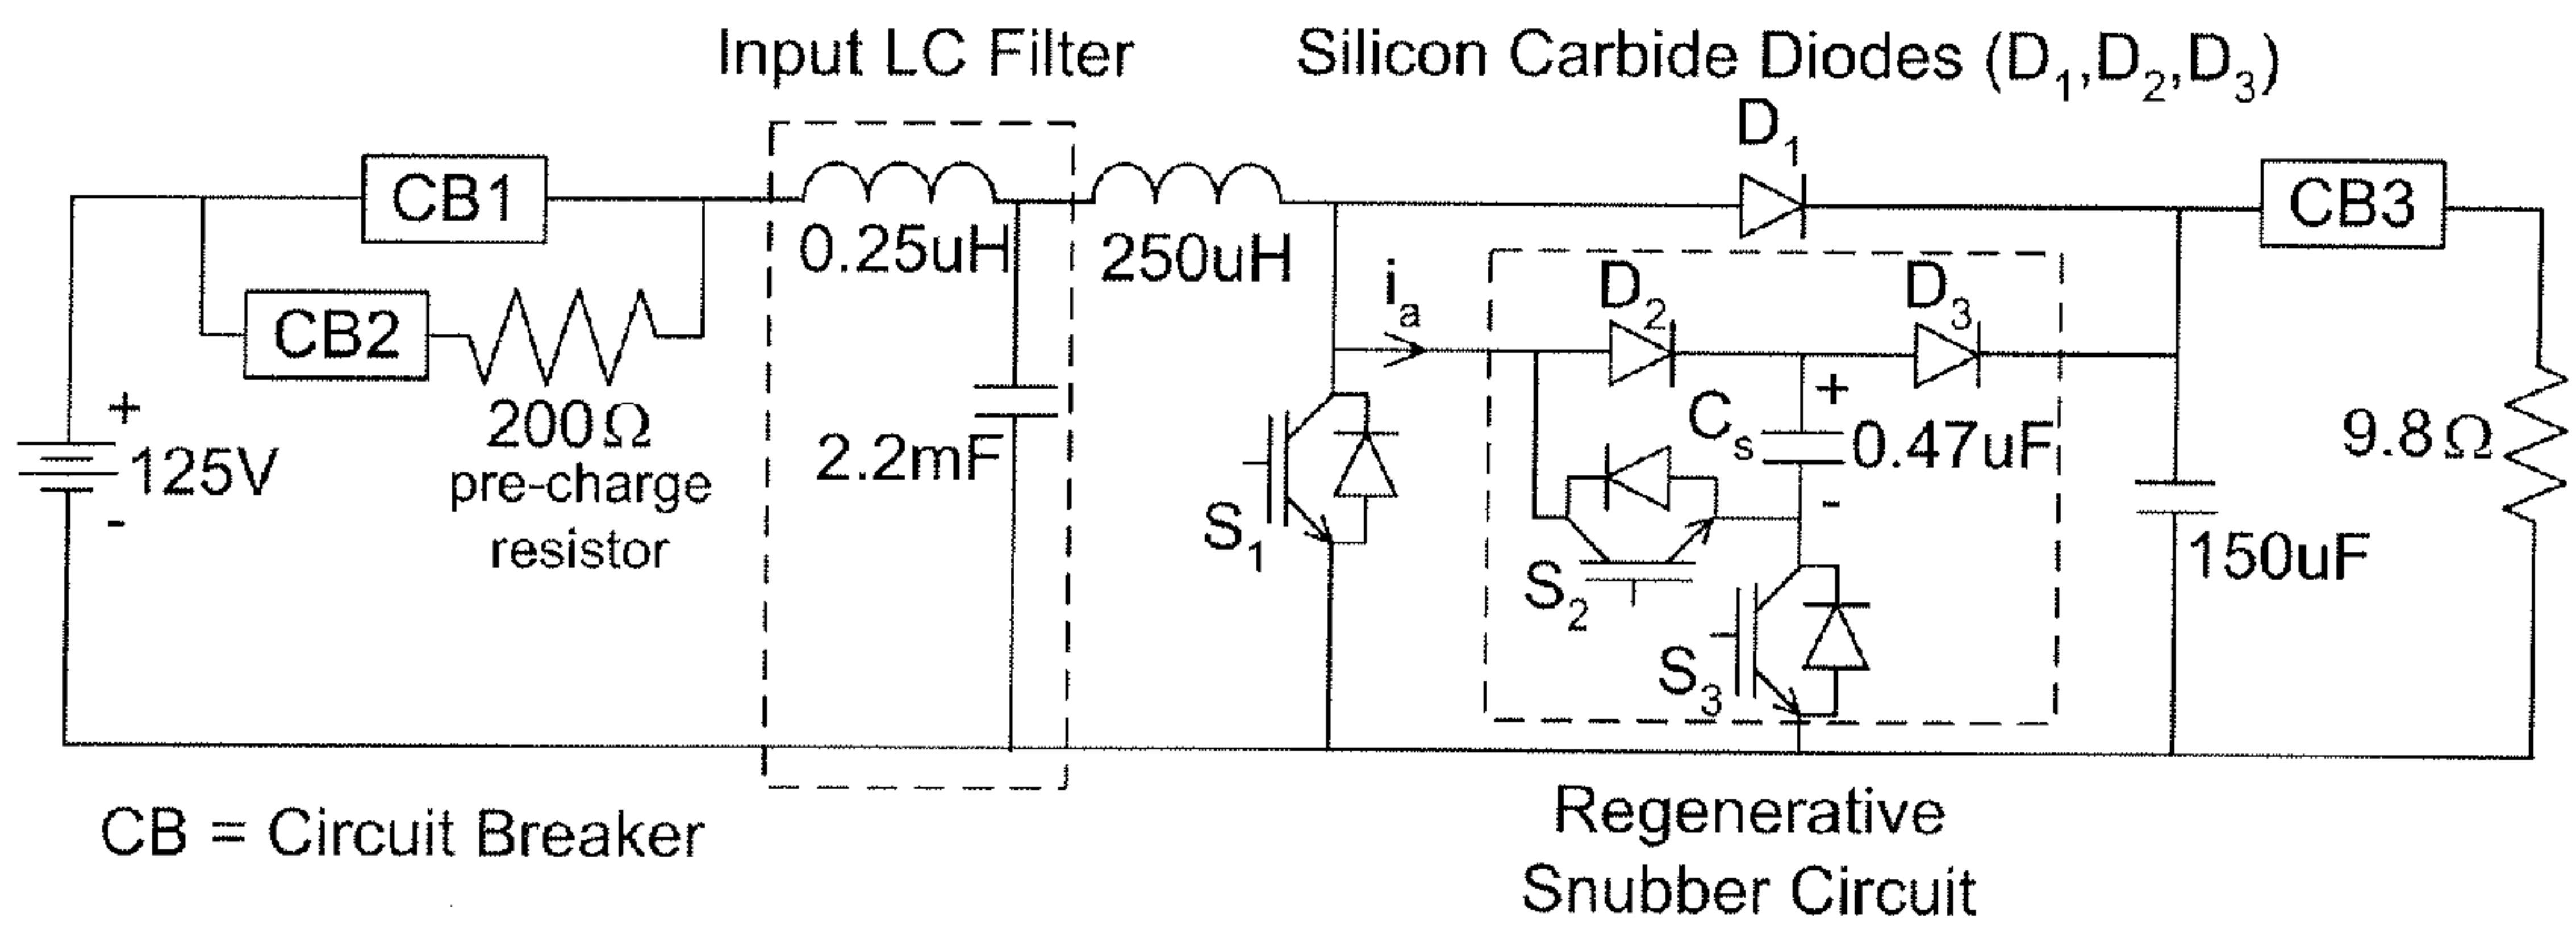 Input LC Filter
Silicon Carbide Diodes (D1,D2,D3)
D1
CB1
CB3
0.25uH
250uH
ia
D2
D3
CB2
+
125V
-
200Ω
pre-charge
resistor
2.2mF
S1
Cs
+
0.47uF
-
S2
S3
9.8Ω
150uF
CB = Circuit Breaker
Regenerative
Snubber Circuit